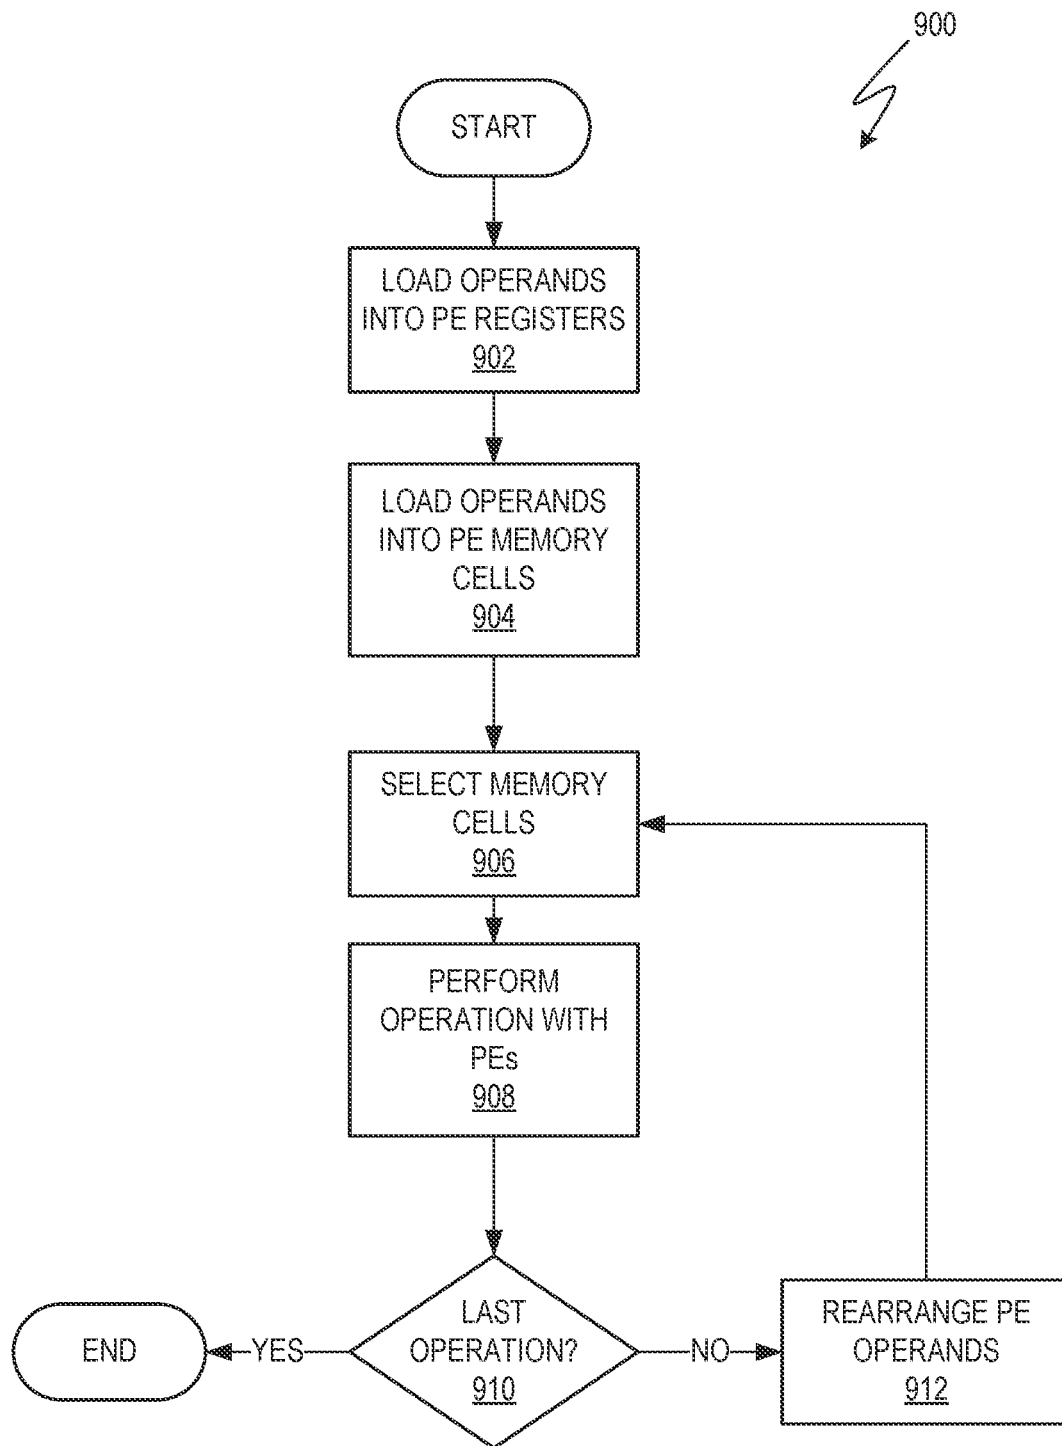 900
START
LOAD OPERANDS
INTO PE REGISTERS
902
LOAD OPERANDS
INTO PE MEMORY
CELLS
904
SELECT MEMORY
CELLS
906
PERFORM
OPERATION WITH
PEs
908
LAST
OPERATION?
910
YES
END
NO
REARRANGE PE
OPERANDS
912